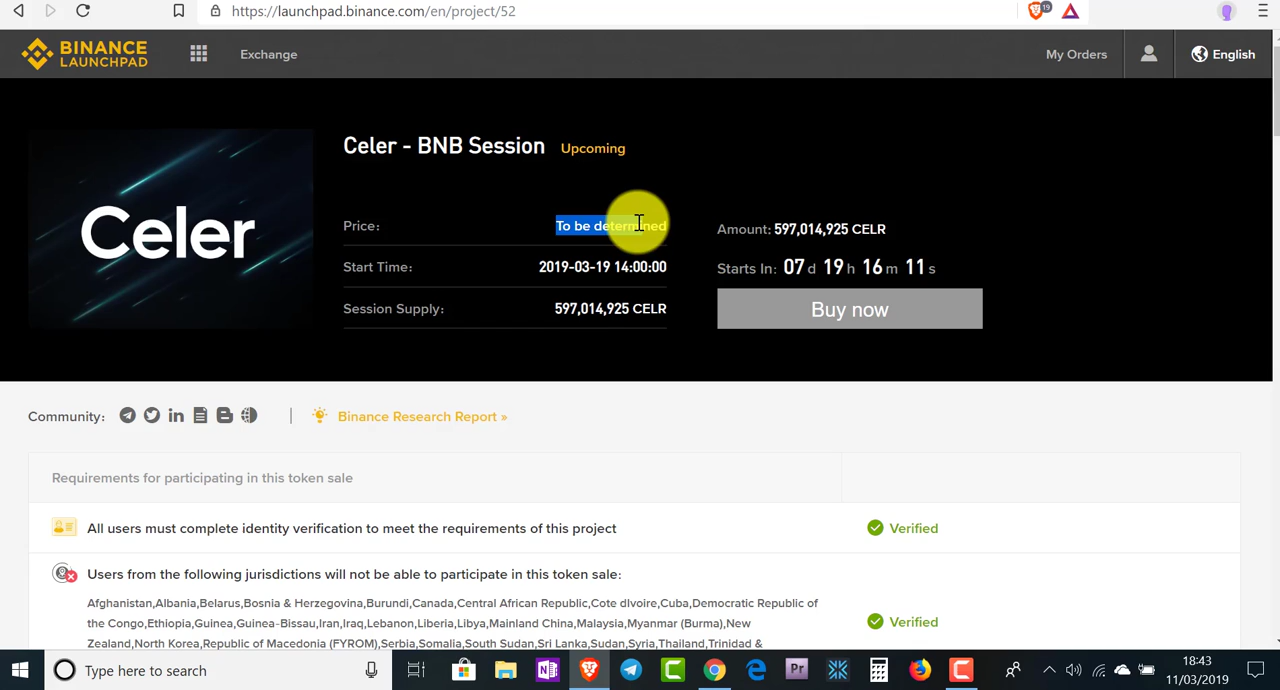 https://launchpad.binance.com/en/project/52
19
BINANCE
LAUNCHPAD
Exchange
My Orders
English
Celer
Celer - BNB Session Upcoming
Price: To be determined
Start Time: 2019-03-19 14:00:00
Session Supply: 597,014,925 CELR
Amount: 597,014,925 CELR
Starts In: 07 d 19 h 16 m 11 s
Buy now
Community:
Binance Research Report »
Requirements for participating in this token sale
All users must complete identity verification to meet the requirements of this project
Verified
Users from the following jurisdictions will not be able to participate in this token sale:
Afghanistan,Albania,Belarus,Bosnia & Herzegovina,Burundi,Canada,Central African Republic,Cote dIvoire,Cuba,Democratic Republic of
the Congo,Ethiopia,Guinea,Guinea-Bissau,Iran,Iraq,Lebanon,Liberia,Libya,Mainland China,Malaysia,Myanmar (Burma),New
Zealand,North Korea,Republic of Macedonia (FYROM),Serbia,Somalia,South Sudan,Sri Lanka,Sudan,Syria,Thailand,Trinidad &
Verified
Type here to search
N
C
Pr
C
18:43
11/03/2019